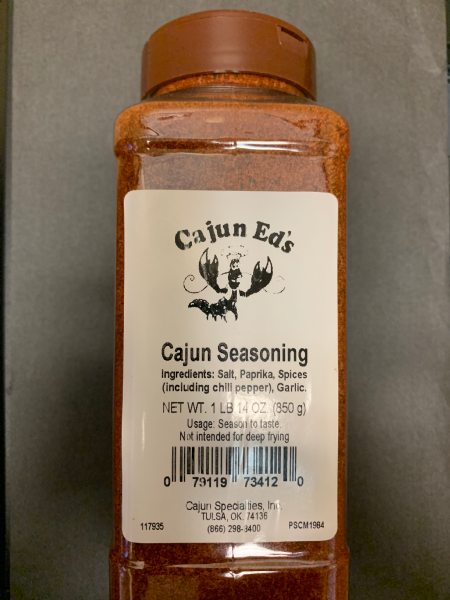 Cajun Ed's
Cajun Seasoning
Ingredients: Salt, Paprika, Spices
(including chili pepper), Garlic.
NET WT. 1 LB 14 OZ. (850 g)
Usage: Season to taste.
Not intended for deep frying
0 79119 73412 0
Cajun Specialties, Inc.
TULSA, OK. 74136
(866) 298-8400
117935 PSCM1984